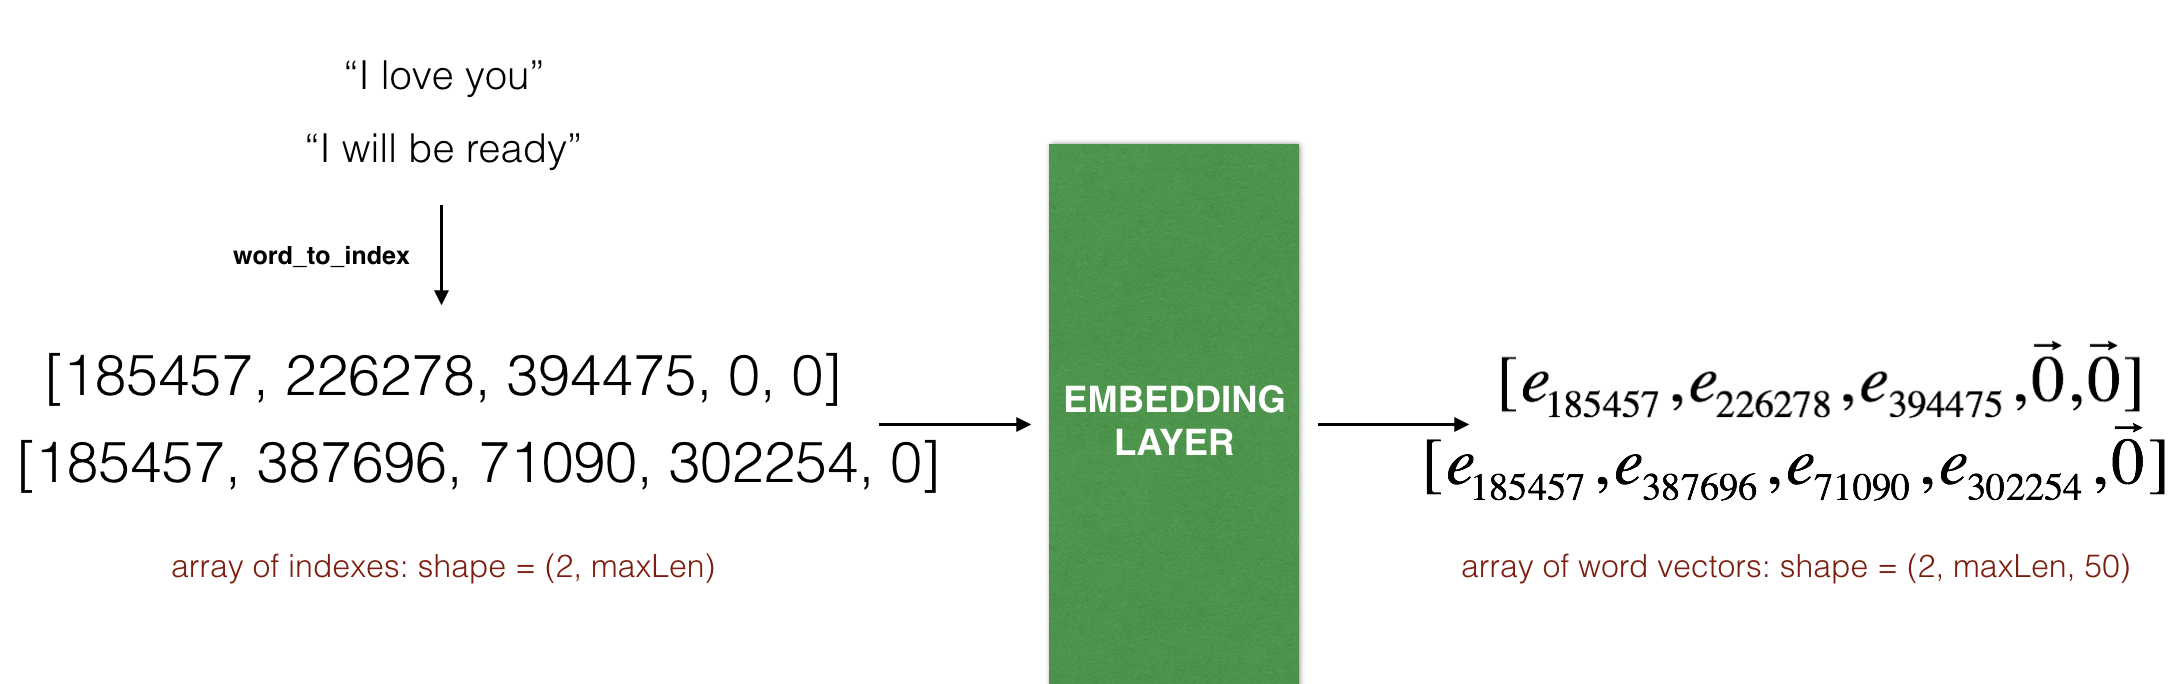 “I love you”
“I will be ready”
word_to_index
[185457, 226278, 394475, 0, 0]
[185457, 387696, 71090, 302254, 0]
array of indexes: shape = (2, maxLen)
EMBEDDING
LAYER
[e₁₈₅₄₅₇ ,e₂₂₆₂₇₈ ,e₃₉₄₄₇₅ ,0⃗,0⃗]
[e₁₈₅₄₅₇ ,e₃₈₇₆₉₆ ,e₇₁₀₉₀ ,e₃₀₂₂₅₄ ,0⃗]
array of word vectors: shape = (2, maxLen, 50)